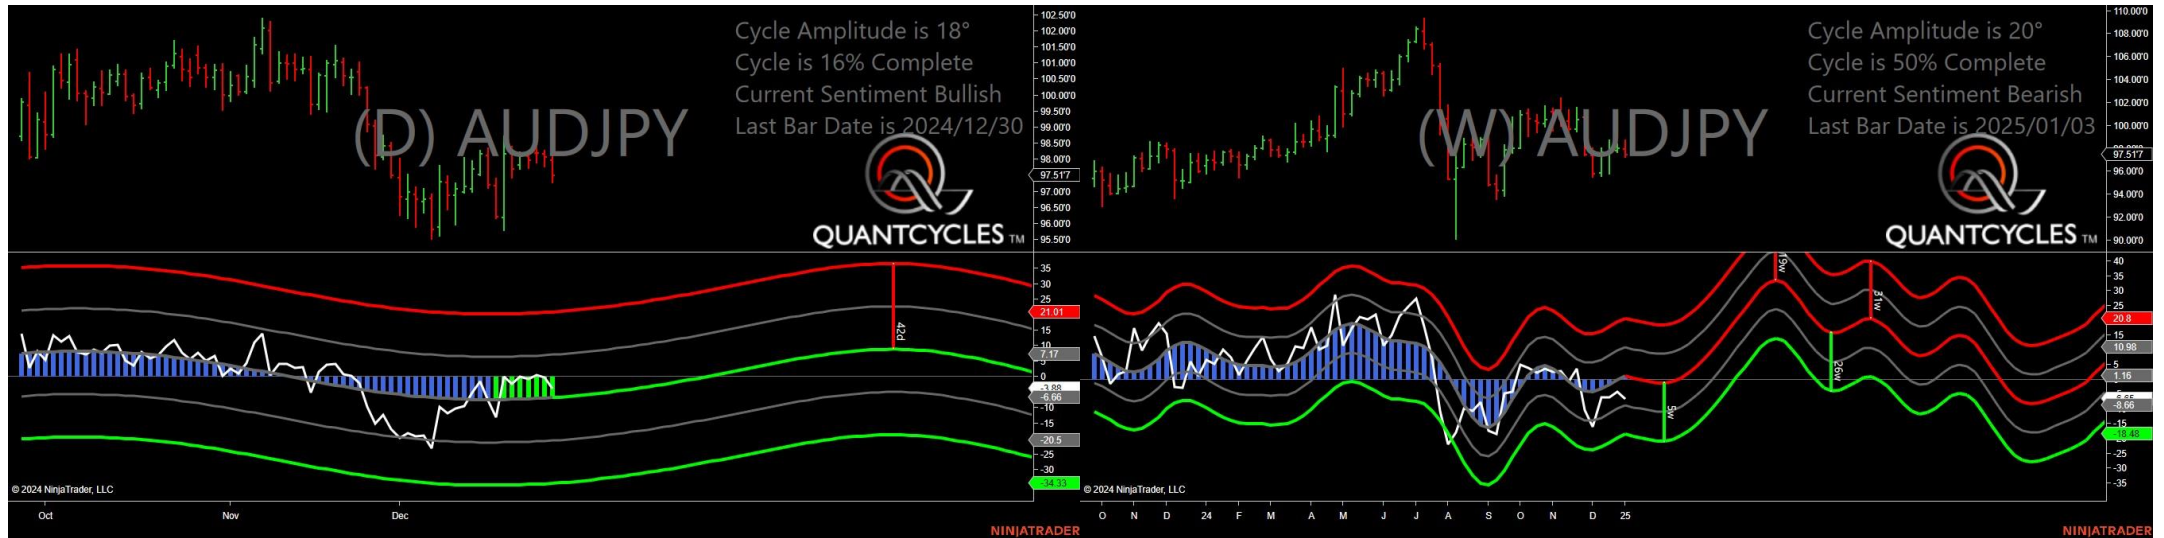 Cycle Amplitude is 18°
Cycle is 16% Complete
Current Sentiment Bullish
Last Bar Date is 2024/12/30
(D) AUDJPY
QUANTCYCLES TM
102.50'0
102.00'0
101.50'0
101.00'0
100.50'0
100.00'0
99.50'0
99.00'0
98.50'0
98.00'0
97.51'7
97.00'0
96.50'0
96.00'0
95.50'0
35
30
25
21.01
15
10
7.17
0
-3.88
-6.66
-10
-15
-20.5
-25
-30
-34.33
42d
© 2024 NinjaTrader, LLC
Oct
Nov
Dec
NINJATRADER
Cycle Amplitude is 20°
Cycle is 50% Complete
Current Sentiment Bearish
Last Bar Date is 2025/01/03
(W) AUDJPY
QUANTCYCLES TM
110.00'0
108.00'0
106.00'0
104.00'0
102.00'0
100.00'0
97.51'7
96.00'0
94.00'0
92.00'0
90.00'0
40
35
30
25
20.8
15
10.98
5
1.16
-8.66
-15
-18.48
-25
-30
-35
19w
31w
26w
5w
© 2024 NinjaTrader, LLC
O N D 24 F M A M J J A S O N D 25
NINJATRADER